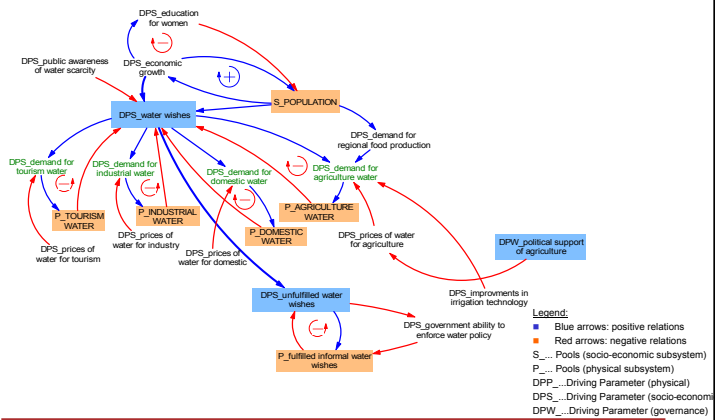 DPS_education
for women
DPS_public awareness
of water scarcity
DPS_economic
growth
S_POPULATION
DPS_water wishes
DPS_demand for
regional food production
DPS_demand for
tourism water
DPS_demand for
industrial water
DPS_demand for
domestic water
DPS_demand for
agriculture water
P_TOURISM
WATER
P_INDUSTRIAL
WATER
P_AGRICULTURE
WATER
P_DOMESTIC
WATER
DPS_prices of
water for tourism
DPS_prices of
water for industry
DPS_prices of
water for domestic
DPS_prices of water
for agriculture
DPW_political support
of agriculture
DPS_improvments in
irrigation technology
DPS_unfulfilled water
wishes
DPS_government ability to
enforce water policy
P_fulfilled informal water
wishes
Legend:
Blue arrows: positive relations
Red arrows: negative relations
S_... Pools (socio-economic subsystem)
P_... Pools (physical subsystem)
DPP_...Driving Parameter (physical)
DPS_...Driving Parameter (socio-economi
DPW_...Driving Parameter (governance)